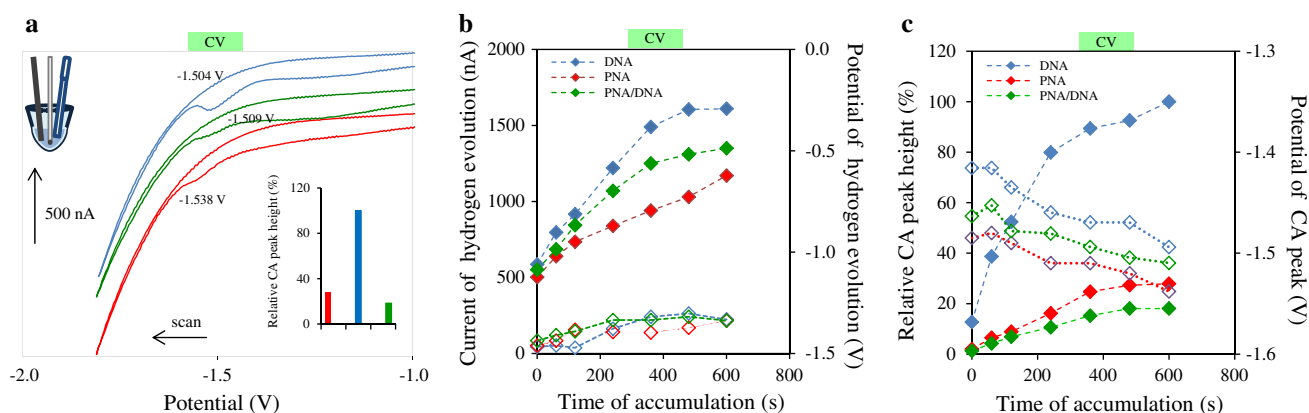 a
CV
-1.504 V
-1.509 V
-1.538 V
500 nA
Relative CA peak height (%)
120
80
40
0
scan
-2.0
-1.5
-1.0
Potential (V)
b
CV
Current of hydrogen evolution (nA)
2000
1500
1000
500
0
DNA
PNA
PNA/DNA
0.0
-0.5
-1.0
-1.5
Potential of hydrogen evolution (V)
0
200
400
600
800
Time of accumulation (s)
c
CV
Relative CA peak height (%)
120
100
80
60
40
20
0
DNA
PNA
PNA/DNA
-1.3
-1.4
-1.5
-1.6
Potential of CA peak (V)
0
200
400
600
800
Time of accumulation (s)